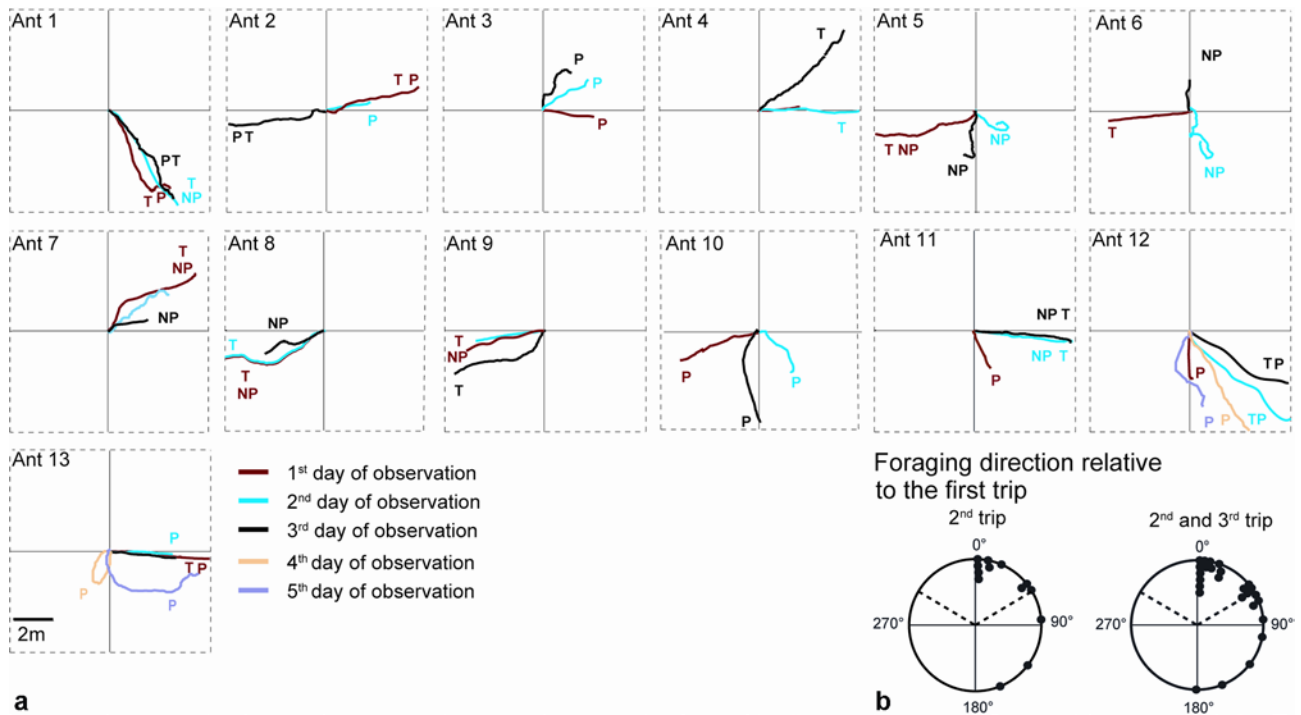 Ant 1
PT
T
NP
T P
Ant 2
T P
P
P T
Ant 3
P
P
P
Ant 4
T
T
Ant 5
T NP
NP
NP
Ant 6
NP
T
NP
Ant 7
T
NP
NP
Ant 8
NP
T
T
NP
Ant 9
T
NP
T
Ant 10
P
P
P
Ant 11
NP T
NP T
P
Ant 12
T P
P
TP
P
P
Ant 13
P
T P
P
P
2m
1st day of observation
2nd day of observation
3rd day of observation
4th day of observation
5th day of observation
a
Foraging direction relative
to the first trip
2nd trip
0°
270°
90°
180°
2nd and 3rd trip
0°
270°
90°
180°
b